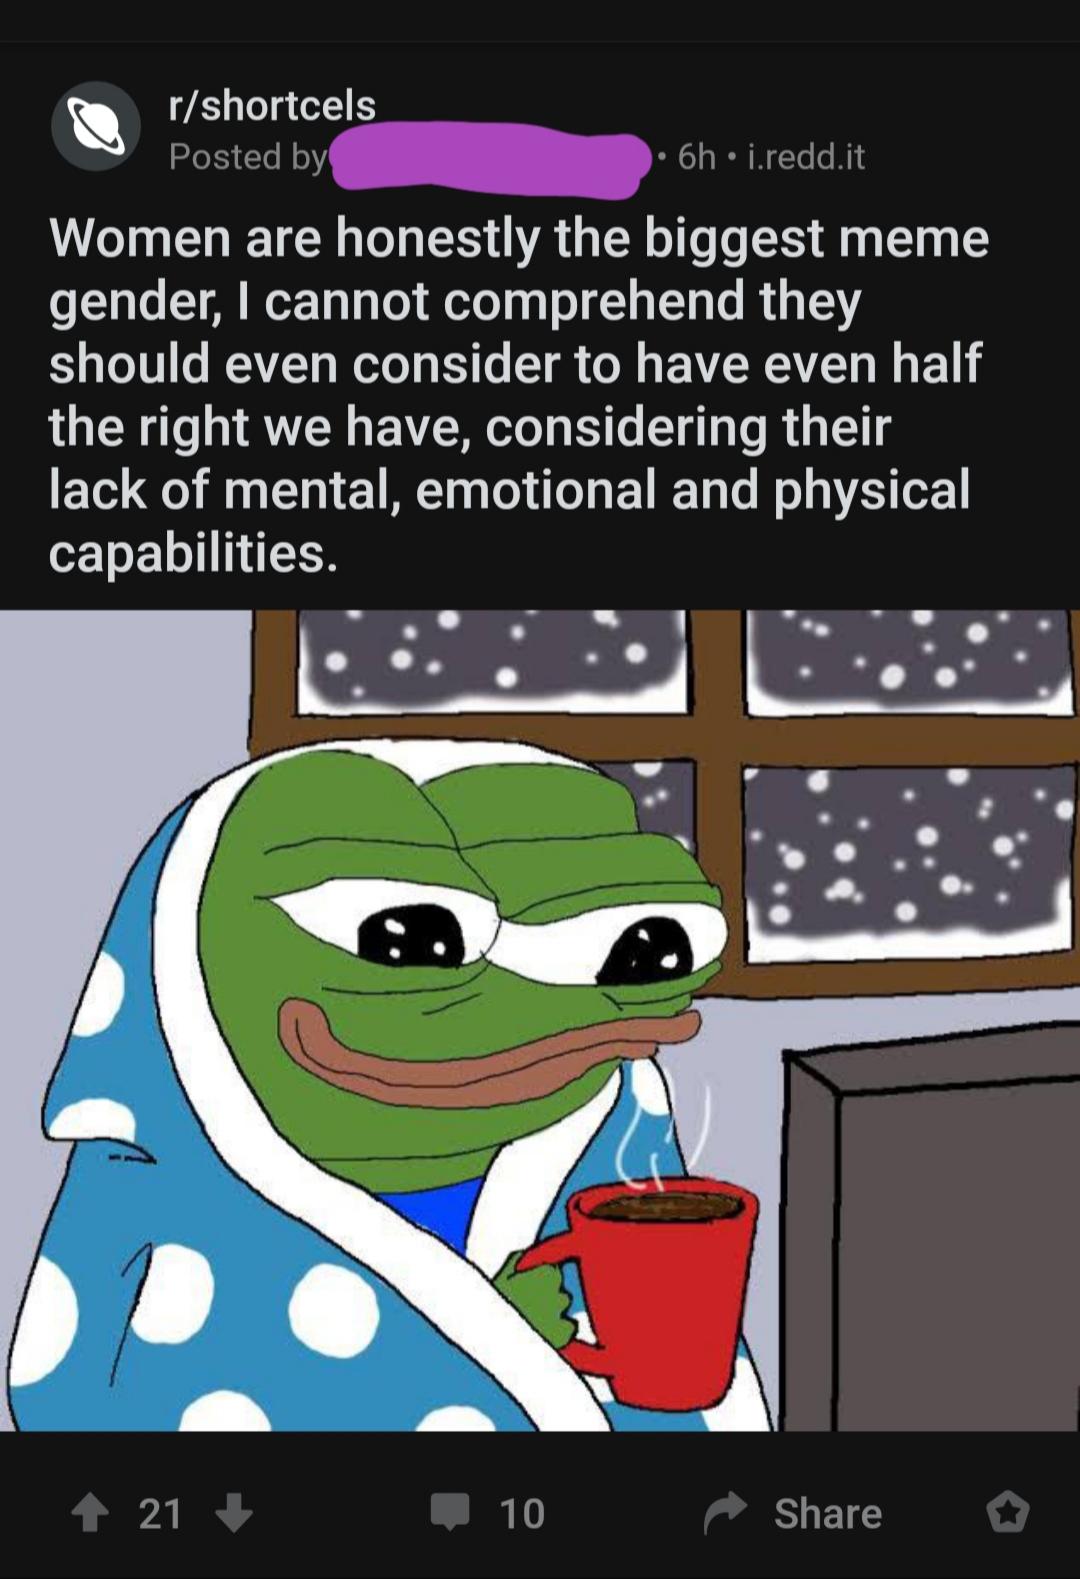 r/shortcels
Posted by • 6h • i.redd.it
Women are honestly the biggest meme
gender, I cannot comprehend they
should even consider to have even half
the right we have, considering their
lack of mental, emotional and physical
capabilities.
21
10
Share